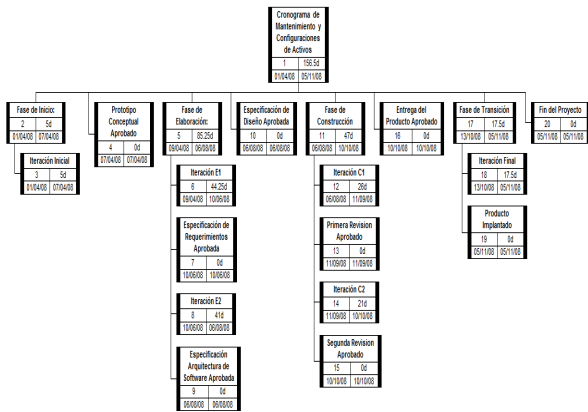 Cronograma de
Mantenimiento y
Configuraciones
de Activos
1 156.5d
01/04/08 05/11/08
Fase de Inicio:
2 5d
01/04/08 07/04/08
Iteración Inicial
3 5d
01/04/08 07/04/08
Prototipo
Conceptual
Aprobado
4 0d
07/04/08 07/04/08
Fase de
Elaboración:
5 85.25d
09/04/08 06/08/08
Iteración E1
6 44.25d
09/04/08 10/06/08
Especificación de
Requerimientos
Aprobada
7 0d
10/06/08 10/06/08
Iteración E2
8 41d
10/06/08 06/08/08
Especificación
Arquitectura de
Software Aprobada
9 0d
06/08/08 06/08/08
Especificación de
Diseño Aprobada
10 0d
06/08/08 06/08/08
Fase de
Construcción
11 47d
06/08/08 10/10/08
Iteración C1
12 26d
06/08/08 11/09/08
Primera Revision
Aprobado
13 0d
11/09/08 11/09/08
Iteración C2
14 21d
11/09/08 10/10/08
Segunda Revision
Aprobado
15 0d
10/10/08 10/10/08
Entrega del
Producto Aprobado
16 0d
10/10/08 10/10/08
Fase de Transición
17 17.5d
13/10/08 05/11/08
Iteración Final
18 17.5d
13/10/08 05/11/08
Producto
Implantado
19 0d
05/11/08 05/11/08
Fin del Proyecto
20 0d
05/11/08 05/11/08